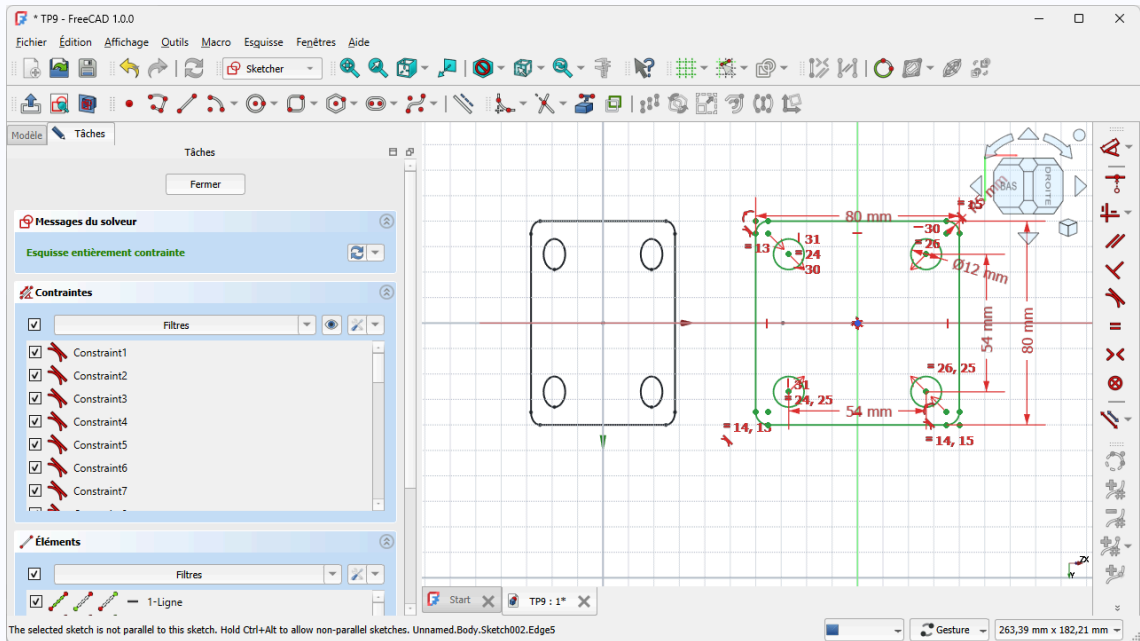 * TP9 - FreeCAD 1.0.0
Fichier Édition Affichage Outils Macro Esquisse Fenêtres Aide
Sketcher
Modèle Tâches
Tâches
Fermer
Messages du solveur
Esquisse entièrement contrainte
Contraintes
Filtres
Constraint1
Constraint2
Constraint3
Constraint4
Constraint5
Constraint6
Constraint7
Éléments
Filtres
1-Ligne
BAS DROITE
80 mm
= 15
= 13
31
= 24
30
30
= 26
Ø12 mm
54 mm
80 mm
= 26, 25
31
= 24, 25
54 mm
= 14, 13
= 14, 15
Start TP9 : 1*
The selected sketch is not parallel to this sketch. Hold Ctrl+Alt to allow non-parallel sketches. Unnamed.Body.Sketch002.Edge5
Gesture 263,39 mm x 182,21 mm